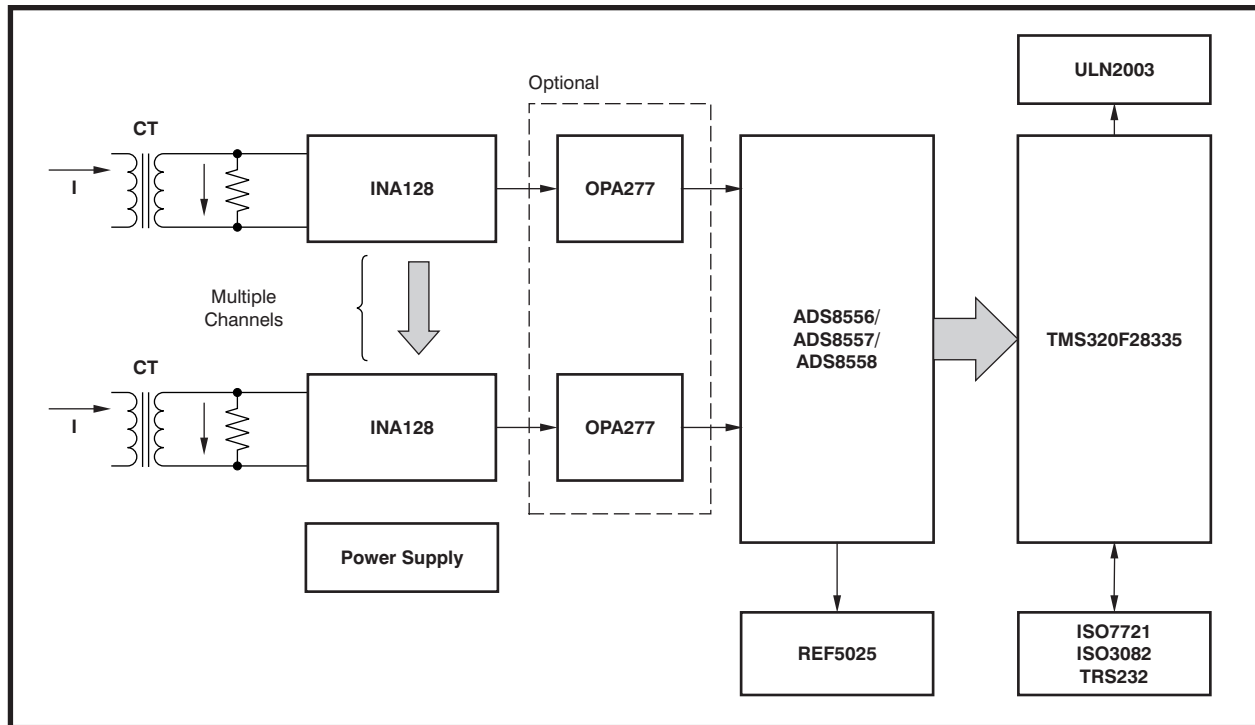 ULN2003
Optional
CT
I
INA128
OPA277
Multiple
Channels
ADS8556/
ADS8557/
ADS8558
TMS320F28335
CT
I
INA128
OPA277
Power Supply
REF5025
ISO7721
ISO3082
TRS232